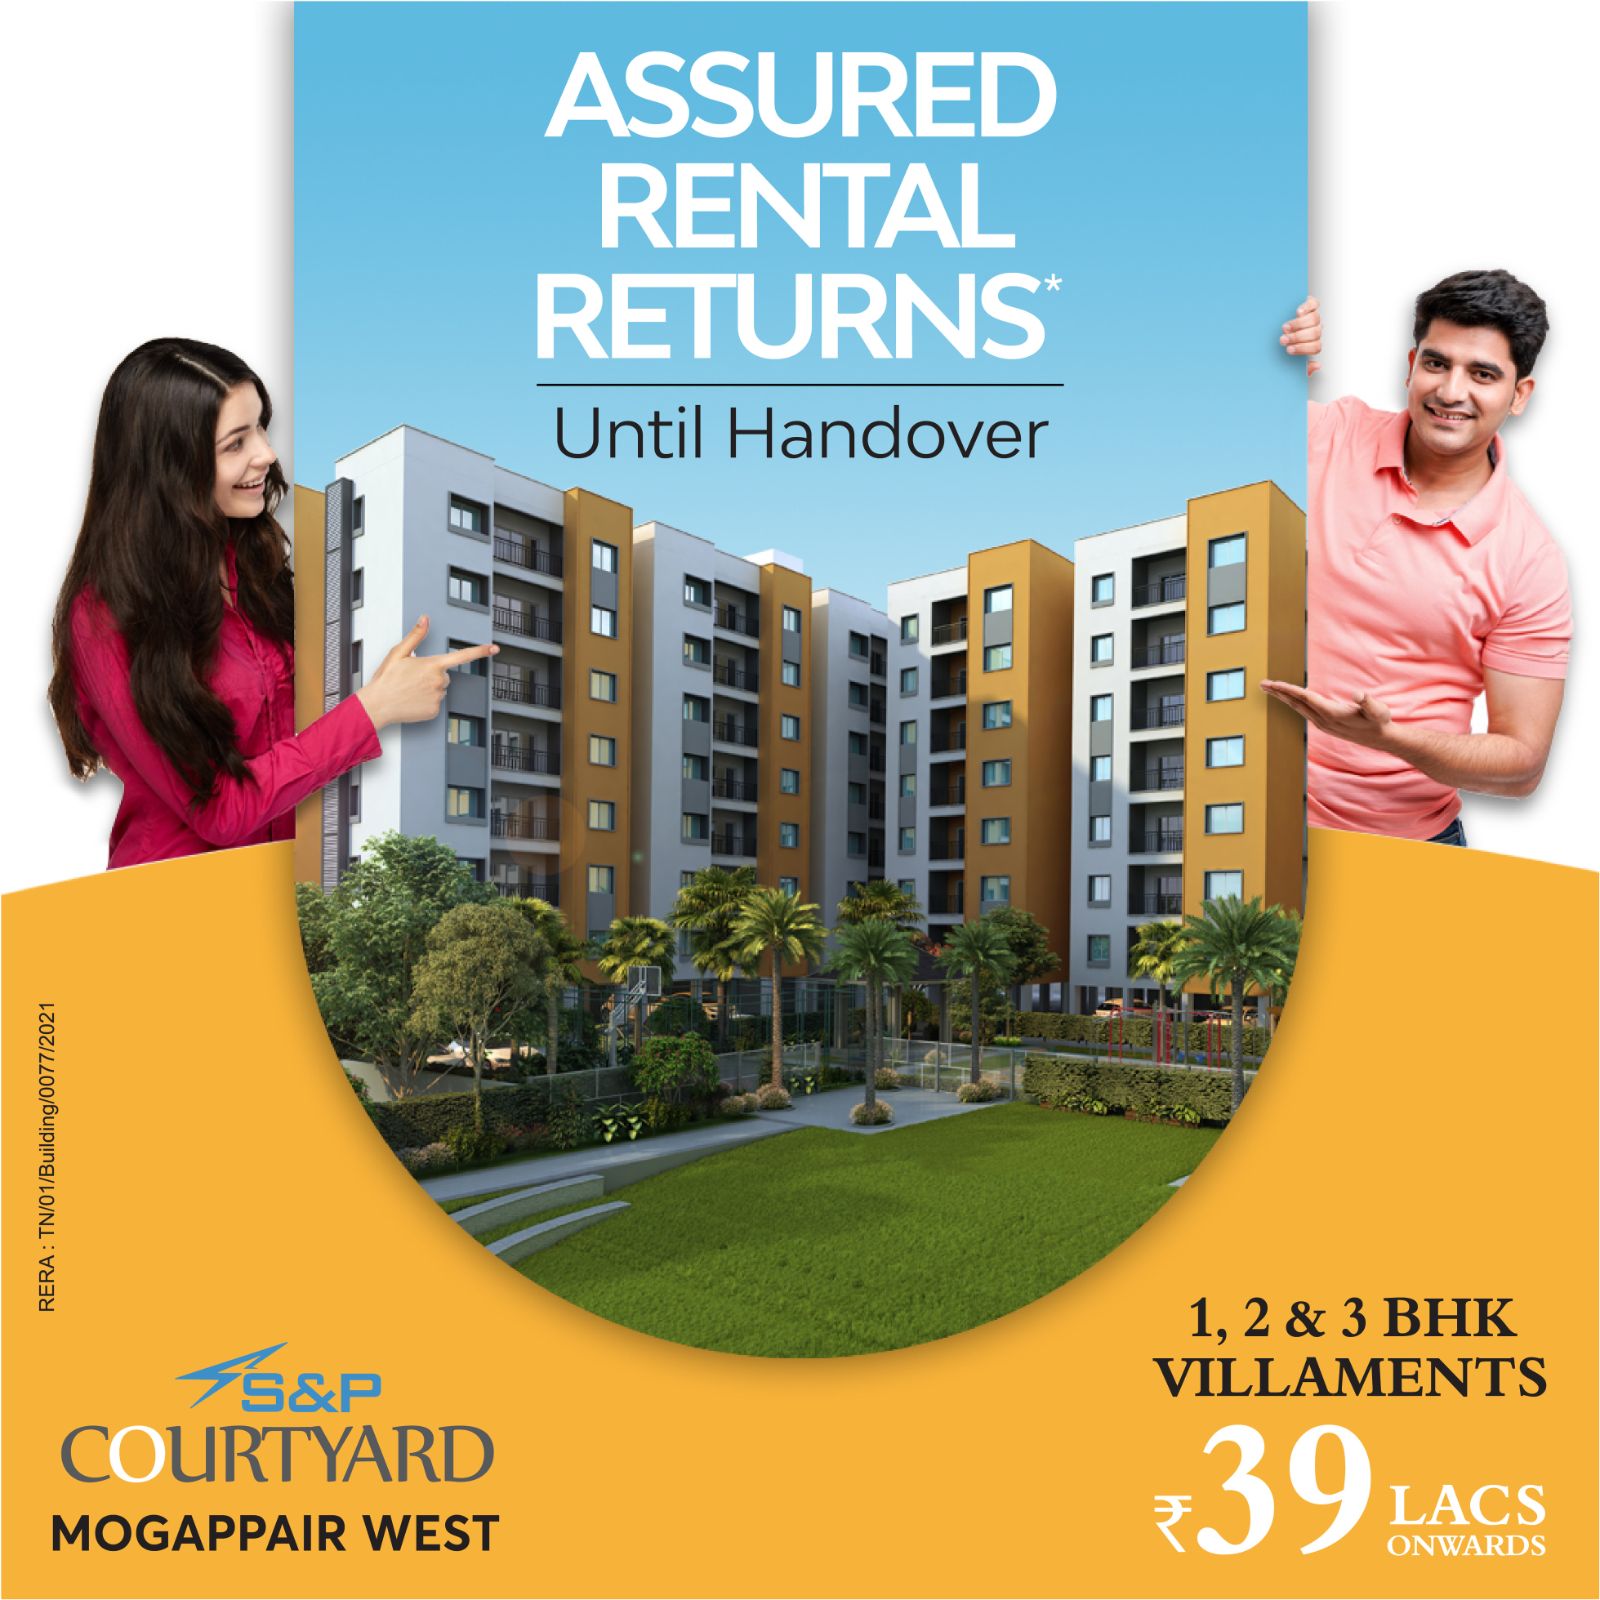 ASSURED
RENTAL
RETURNS*
Until Handover
RERA : TN/01/Building/0077/2021
S&P
COURTYARD
MOGAPPAIR WEST
1, 2 & 3 BHK
VILLAMENTS
₹39 LACS
ONWARDS